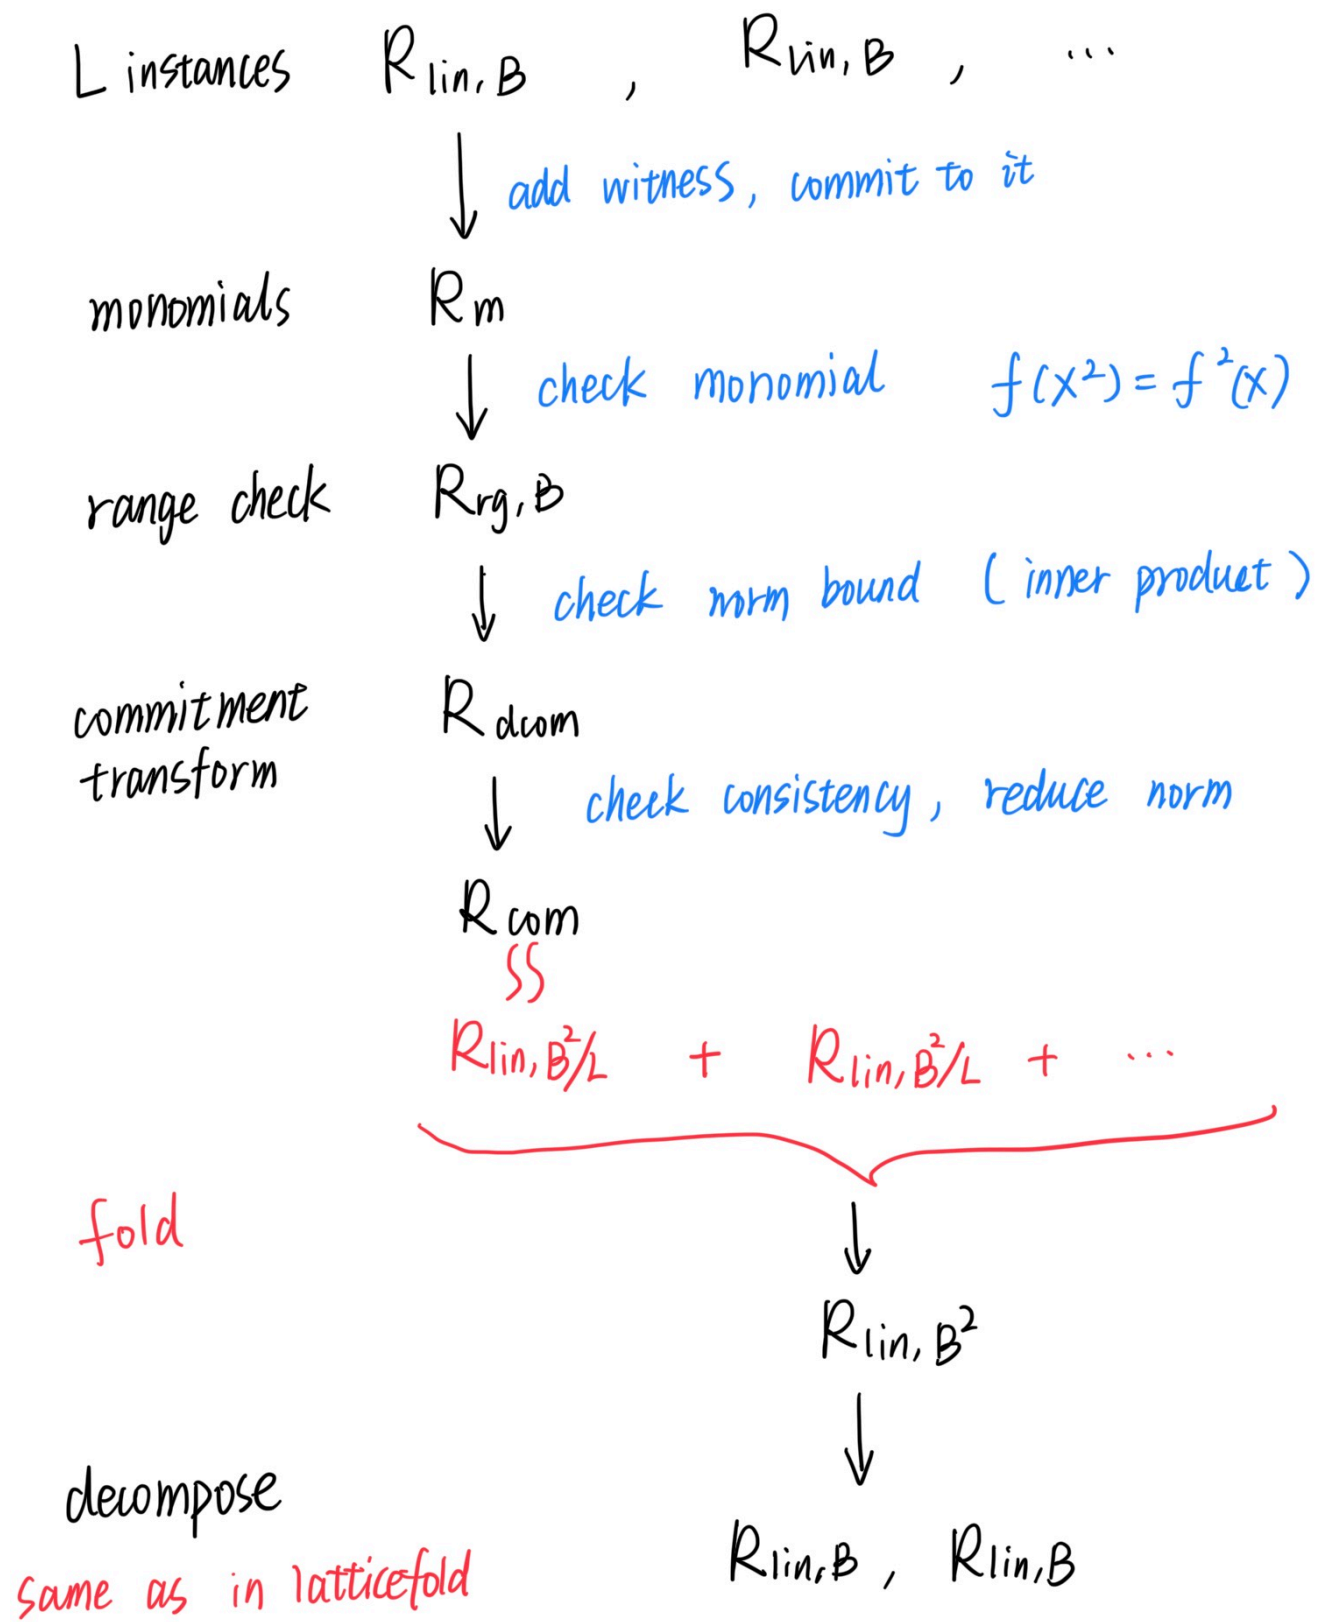 L instances R lin, B , R lin, B , ...
add witness, commit to it
monomials R m
check monomial f(x²) = f²(x)
range check R rg, B
check norm bound (inner product)
commitment transform R dcom
check consistency, reduce norm
R com
SS
R lin, B²/L + R lin, B²/L + ...
fold
R lin, B²
decompose
same as in latticefold
R lin, B , R lin, B